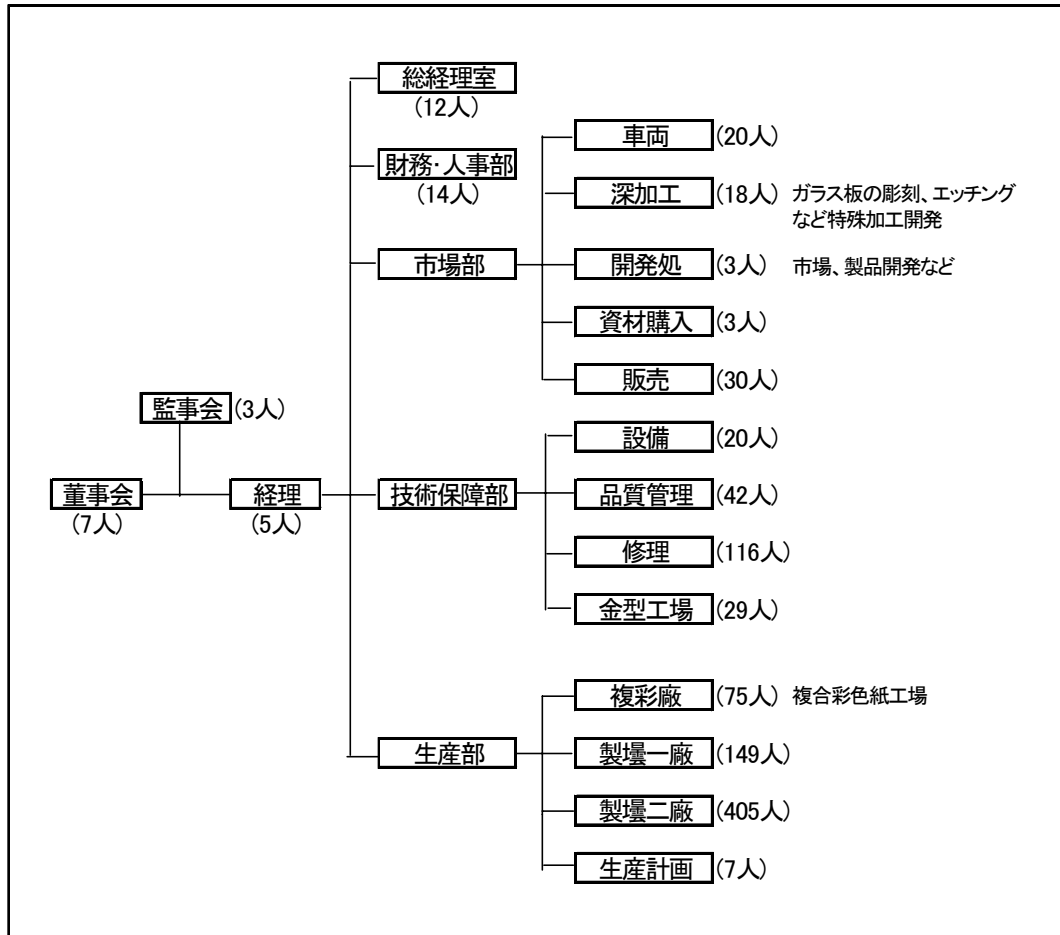 総経理室
(12人)
財務・人事部
(14人)
市場部
車両 (20人)
深加工 (18人) ガラス板の彫刻、エッチング
など特殊加工開発
開発処 (3人) 市場、製品開発など
資材購入 (3人)
販売 (30人)
監事会 (3人)
董事会
(7人)
経理
(5人)
技術保障部
設備 (20人)
品質管理 (42人)
修理 (116人)
金型工場 (29人)
生産部
複彩廠 (75人) 複合彩色紙工場
製壜一廠 (149人)
製壜二廠 (405人)
生産計画 (7人)